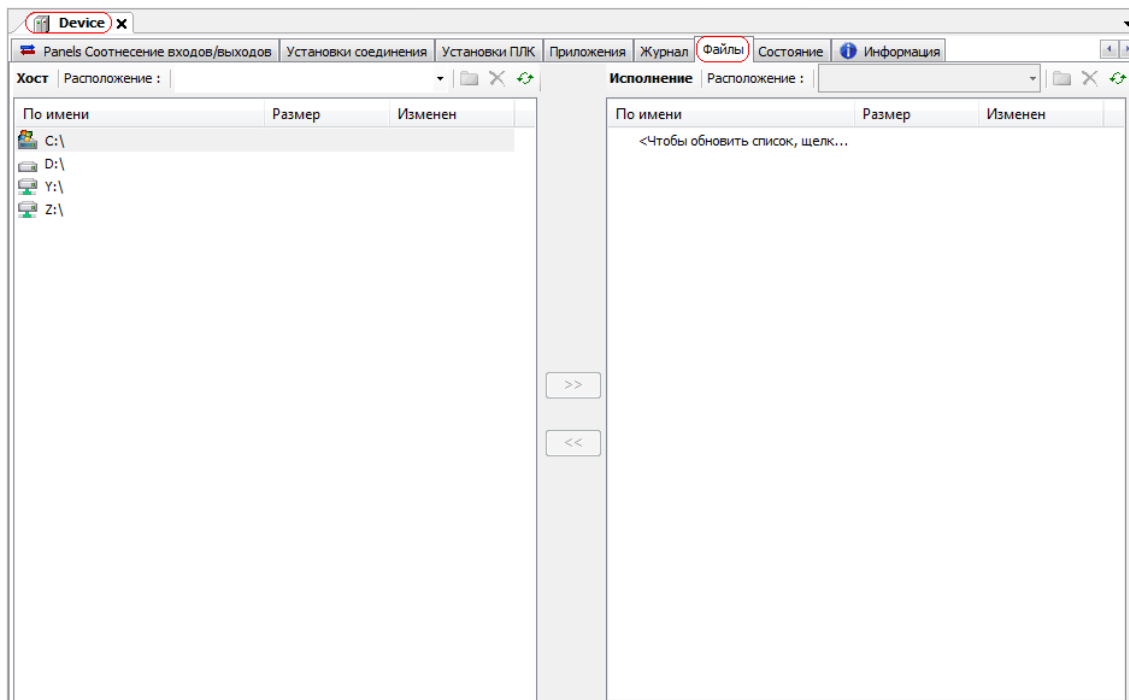 Device
Panels Соотнесение входов/выходов Установки соединения Установки ПЛК Приложения Журнал Файлы Состояние Информация
Хост Расположение : Исполнение Расположение :
По имени Размер Изменен По имени Размер Изменен
C:\ <Чтобы обновить список, щелк...
D:\
Y:\
Z:\
>>
<<